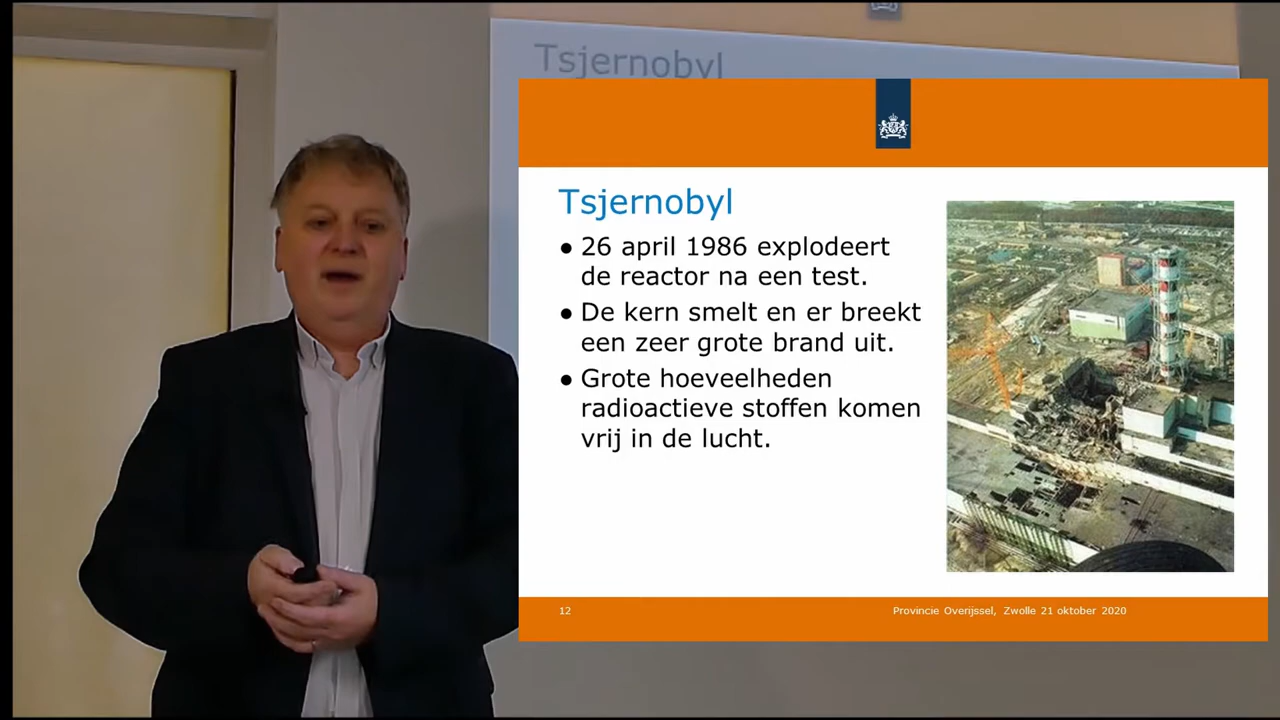 Tsjernobyl
Tsjernobyl
● 26 april 1986 explodeert
de reactor na een test.
● De kern smelt en er breekt
een zeer grote brand uit.
● Grote hoeveelheden
radioactieve stoffen komen
vrij in de lucht.
12
Provincie Overijssel, Zwolle 21 oktober 2020